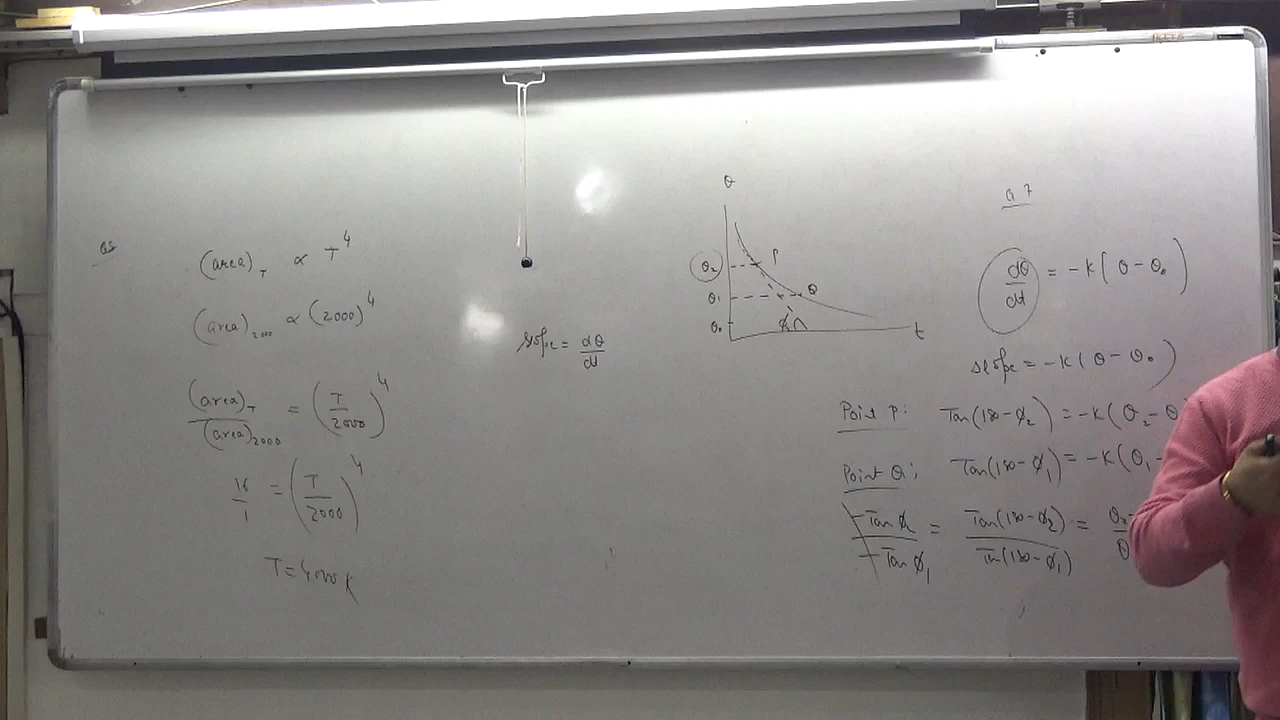 Q5
(area)_T ∝ T^4
(area)_2000 ∝ (2000)^4
(area)_T / (area)_2000 = (T/2000)^4
16/1 = (T/2000)^4
T = 4000 K
slope = dθ/dt
θ
θ2 P
θ1 Q
θ0 t
Q7
dθ/dt = -K(θ - θ0)
slope = -K(θ - θ0)
Point P: Tan(180-ϕ2) = -K(θ2 - θ
Point Q: Tan(180-ϕ1) = -K(θ1 -
-Tan ϕ2 / -Tan ϕ1 = Tan(180-ϕ2) / Tan(180-ϕ1) = θ2- / θ